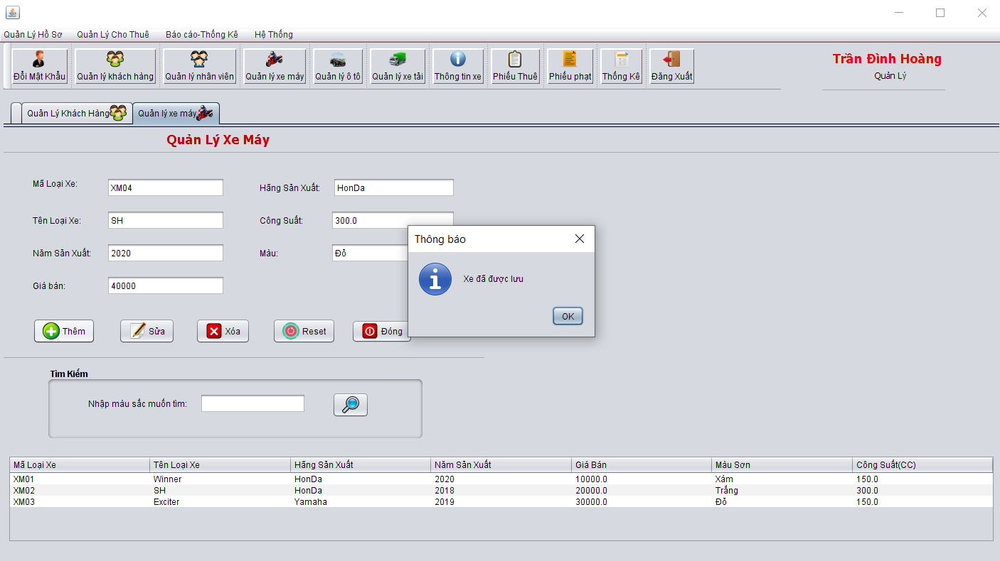 Quản Lý Hồ Sơ Quản Lý Cho Thuê Báo cáo-Thống Kê Hệ Thống
Đổi Mật Khẩu Quản lý khách hàng Quản lý nhân viên Quản lý xe máy Quản lý ô tô Quản lý xe tải Thông tin xe Phiếu Thuê Phiếu phạt Thống Kê Đăng Xuất
Trần Đình Hoàng
Quản Lý
Quản Lý Khách Hàng Quản lý xe máy
Quản Lý Xe Máy
Mã Loại Xe: XM04 Hãng Sản Xuất: HonDa
Tên Loại Xe: SH Công Suất: 300.0
Năm Sản Xuất: 2020 Màu: Đỏ
Giá bán: 40000
Thông báo
Xe đã được lưu
OK
Thêm Sửa Xóa Reset Đóng
Tìm Kiếm
Nhập màu sắc muốn tìm:
Mã Loại Xe Tên Loại Xe Hãng Sản Xuất Năm Sản Xuất Giá Bán Màu Sơn Công Suất(CC)
XM01 Winner HonDa 2020 10000.0 Xám 150.0
XM02 SH HonDa 2018 20000.0 Trắng 300.0
XM03 Exciter Yamaha 2019 30000.0 Đỏ 150.0